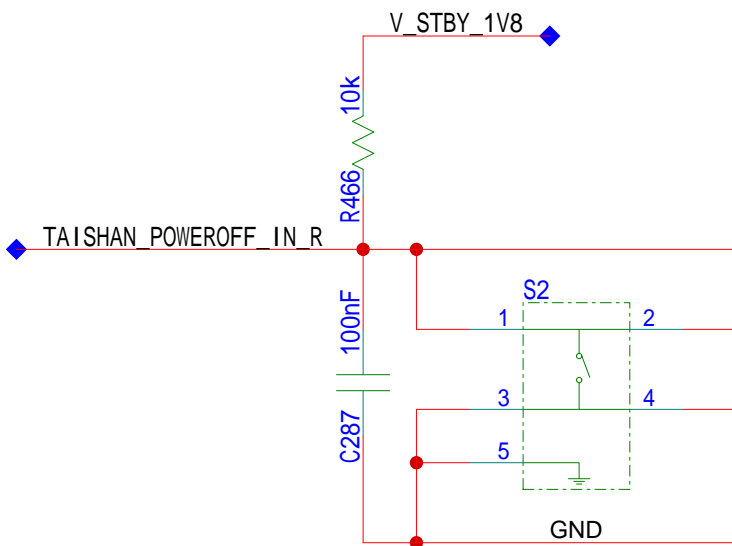 V_STBY_1V8
10k
R466
TAISHAN_POWEROFF_IN_R
100nF
C287
S2
1 2
3 4
5
GND